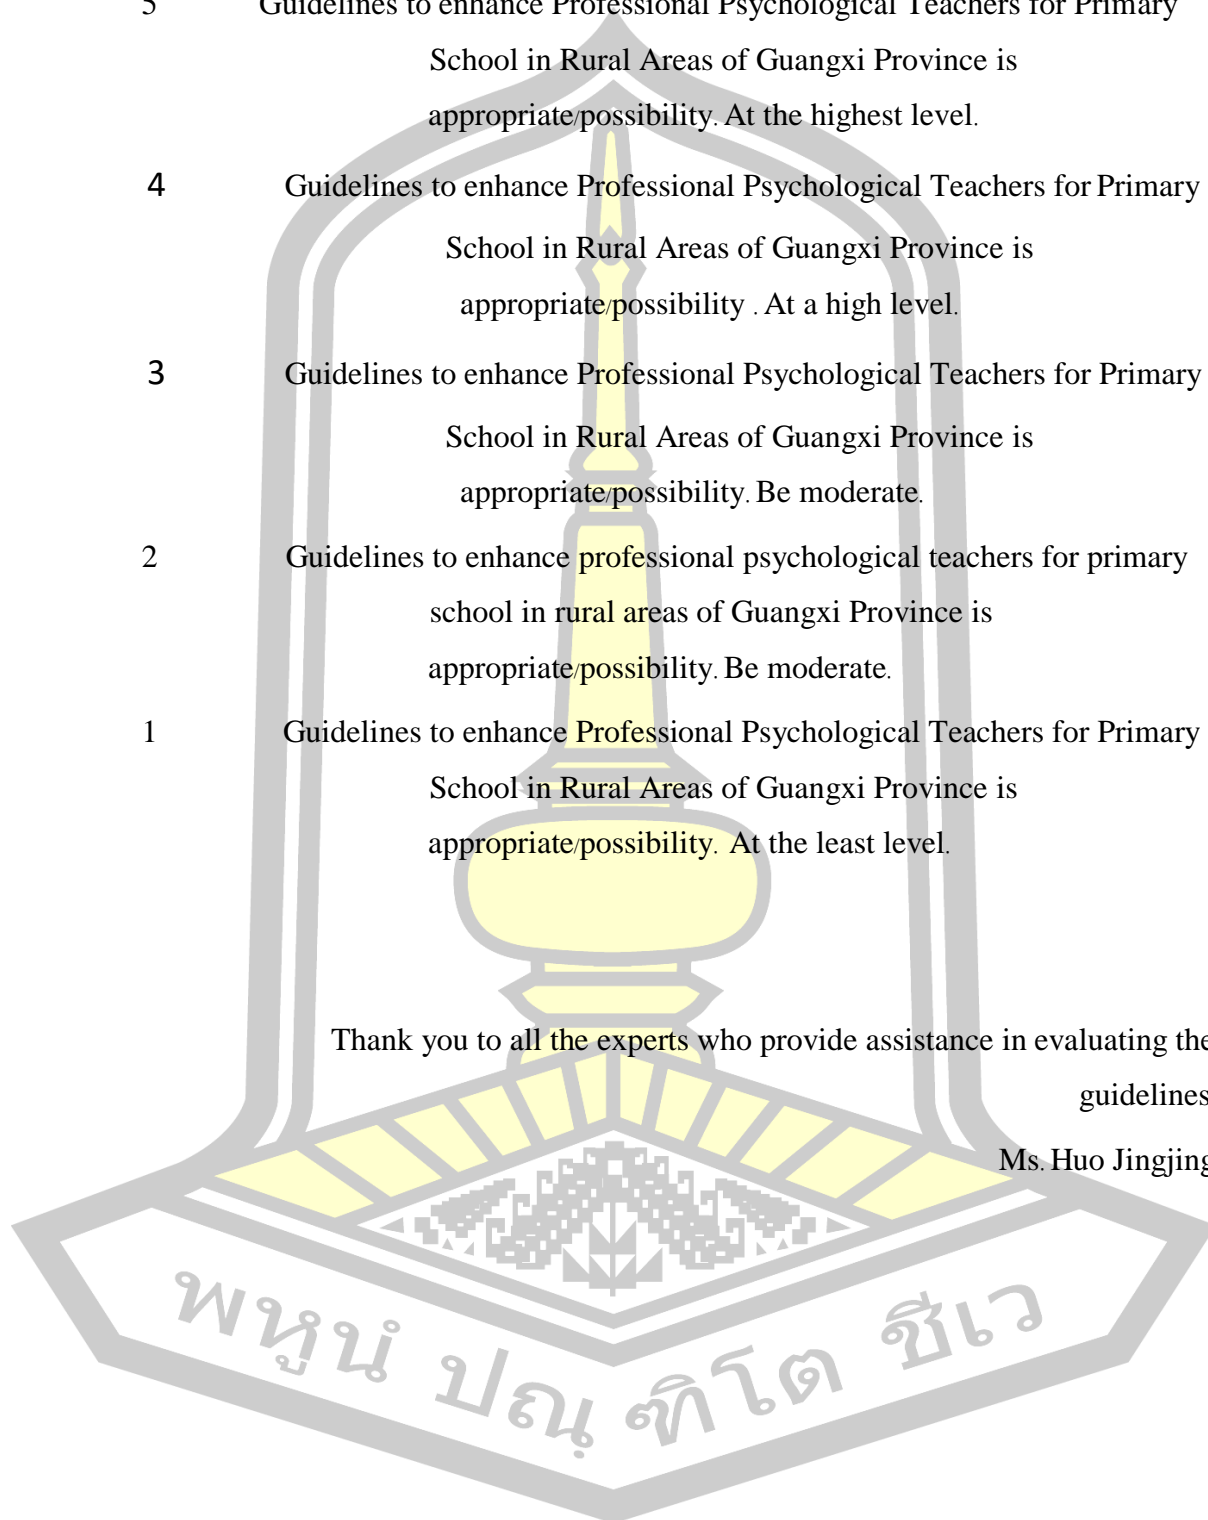 5 Guidelines to enhance Professional Psychological Teachers for Primary
School in Rural Areas of Guangxi Province is
appropriate/possibility. At the highest level.
4 Guidelines to enhance Professional Psychological Teachers for Primary
School in Rural Areas of Guangxi Province is
appropriate/possibility . At a high level.
3 Guidelines to enhance Professional Psychological Teachers for Primary
School in Rural Areas of Guangxi Province is
appropriate/possibility. Be moderate.
2 Guidelines to enhance professional psychological teachers for primary
school in rural areas of Guangxi Province is
appropriate/possibility. Be moderate.
1 Guidelines to enhance Professional Psychological Teachers for Primary
School in Rural Areas of Guangxi Province is
appropriate/possibility. At the least level.
Thank you to all the experts who provide assistance in evaluating the
guidelines
Ms. Huo Jingjing
พหูนํ ปณฺฑิโต ชีเว